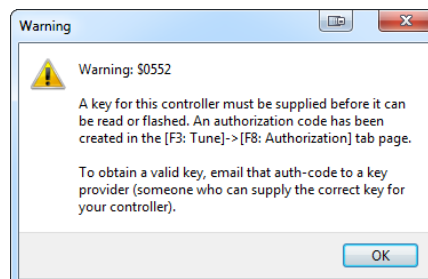 Warning
Warning: $0552
A key for this controller must be supplied before it can
be read or flashed. An authorization code has been
created in the [F3: Tune]->[F8: Authorization] tab page.
To obtain a valid key, email that auth-code to a key
provider (someone who can supply the correct key for
your controller).
OK